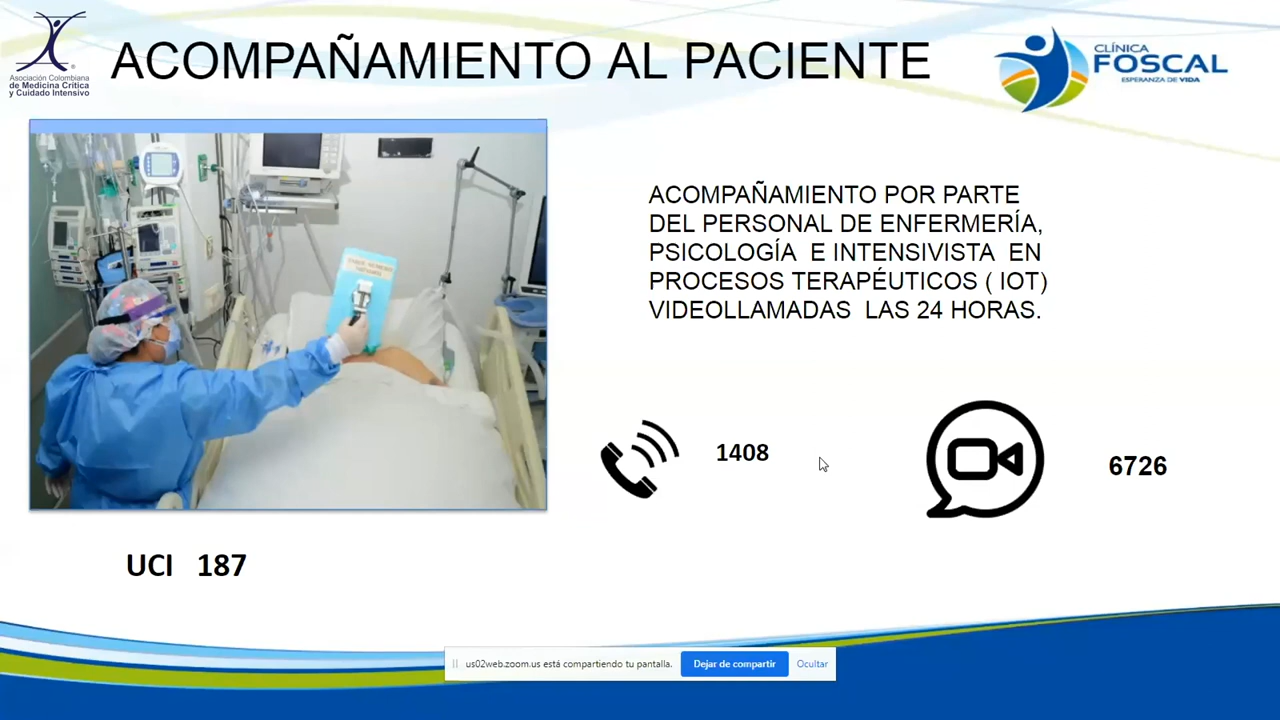 Asociación Colombiana
de Medicina Crítica
y Cuidado Intensivo
ACOMPAÑAMIENTO AL PACIENTE
CLÍNICA
FOSCAL
ESPERANZA DE VIDA
ACOMPAÑAMIENTO POR PARTE
DEL PERSONAL DE ENFERMERÍA,
PSICOLOGÍA E INTENSIVISTA EN
PROCESOS TERAPÉUTICOS ( IOT)
VIDEOLLAMADAS LAS 24 HORAS.
1408
6726
UCI 187
us02web.zoom.us está compartiendo tu pantalla.
Dejar de compartir
Ocultar